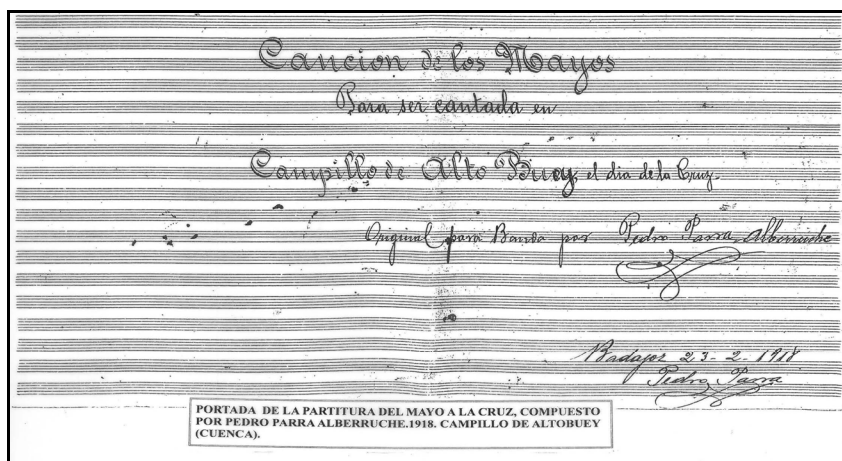 Cancion de los Mayos
Para ser cantada en
Campillo de Alto Buey, el dia de la Cruz.
Original para Banda por Pedro Parra Alberruche
Badajoz 23-2-1918
Pedro Parra
PORTADA DE LA PARTITURA DEL MAYO A LA CRUZ, COMPUESTO
POR PEDRO PARRA ALBERRUCHE.1918. CAMPILLO DE ALTOBUEY
(CUENCA).